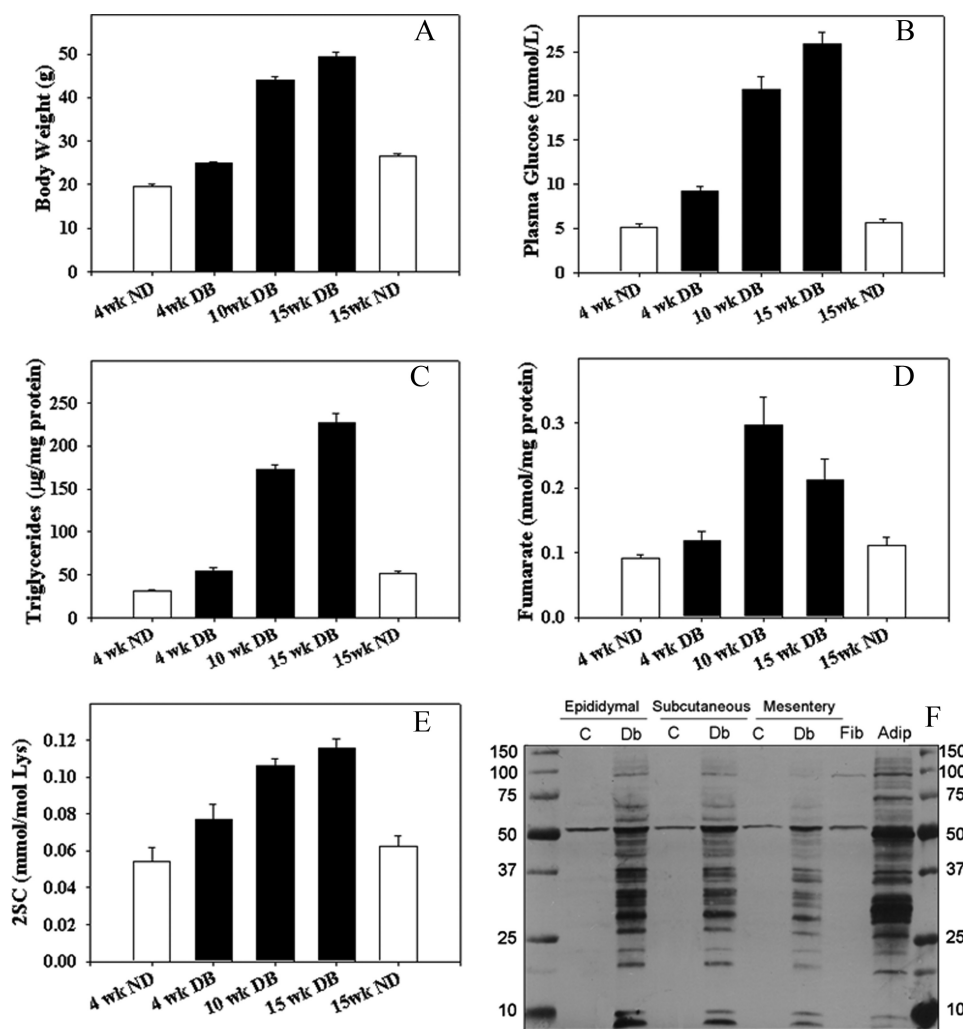 A
Body Weight (g)
50
40
30
20
10
0
4wk ND
4wk DB
10wk DB
15wk DB
15wk ND
B
Plasma Glucose (mmol/L)
25
20
15
10
5
0
4 wk ND
4 wk DB
10 wk DB
15 wk DB
15wk ND
C
Triglycerides (µg/mg protein)
250
200
150
100
50
0
4 wk ND
4 wk DB
10 wk DB
15 wk DB
15wk ND
D
Fumarate (nmol/mg protein)
0.3
0.2
0.1
0.0
4 wk ND
4 wk DB
10 wk DB
15 wk DB
15wk ND
E
2SC (mmol/mol Lys)
0.12
0.10
0.08
0.06
0.04
0.02
0.00
4 wk ND
4 wk DB
10 wk DB
15 wk DB
15wk ND
F
Epididymal Subcutaneous Mesentery
C Db C Db C Db Fib Adip
150 150
100 100
75 75
50 50
37 37
25 25
10 10